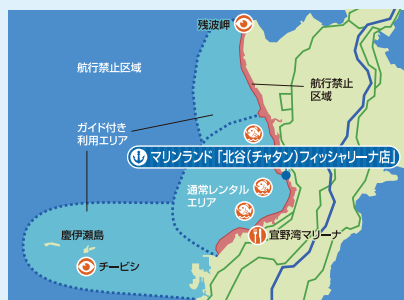 残波岬
航行禁止区域
航行禁止
区域
ガイド付き
利用エリア
マリンランド「北谷(チャタン)フィッシャリーナ店」
通常レンタル
エリア
宜野湾マリーナ
慶伊瀬島
チービシ